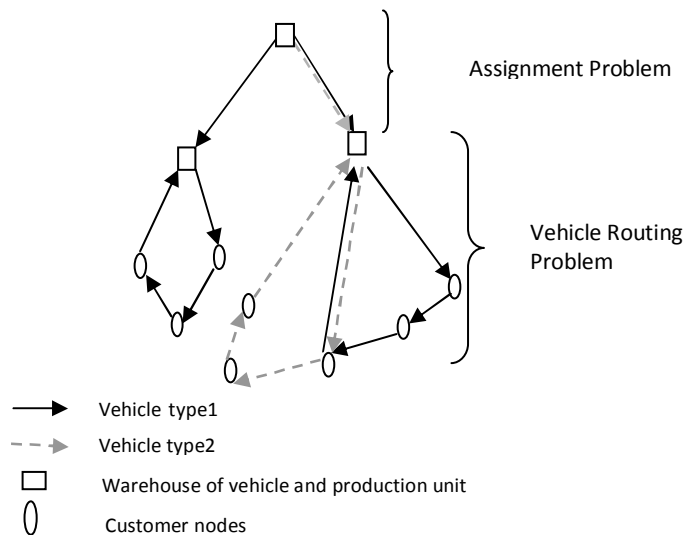 Assignment Problem
Vehicle Routing
Problem
Vehicle type1
Vehicle type2
Warehouse of vehicle and production unit
Customer nodes